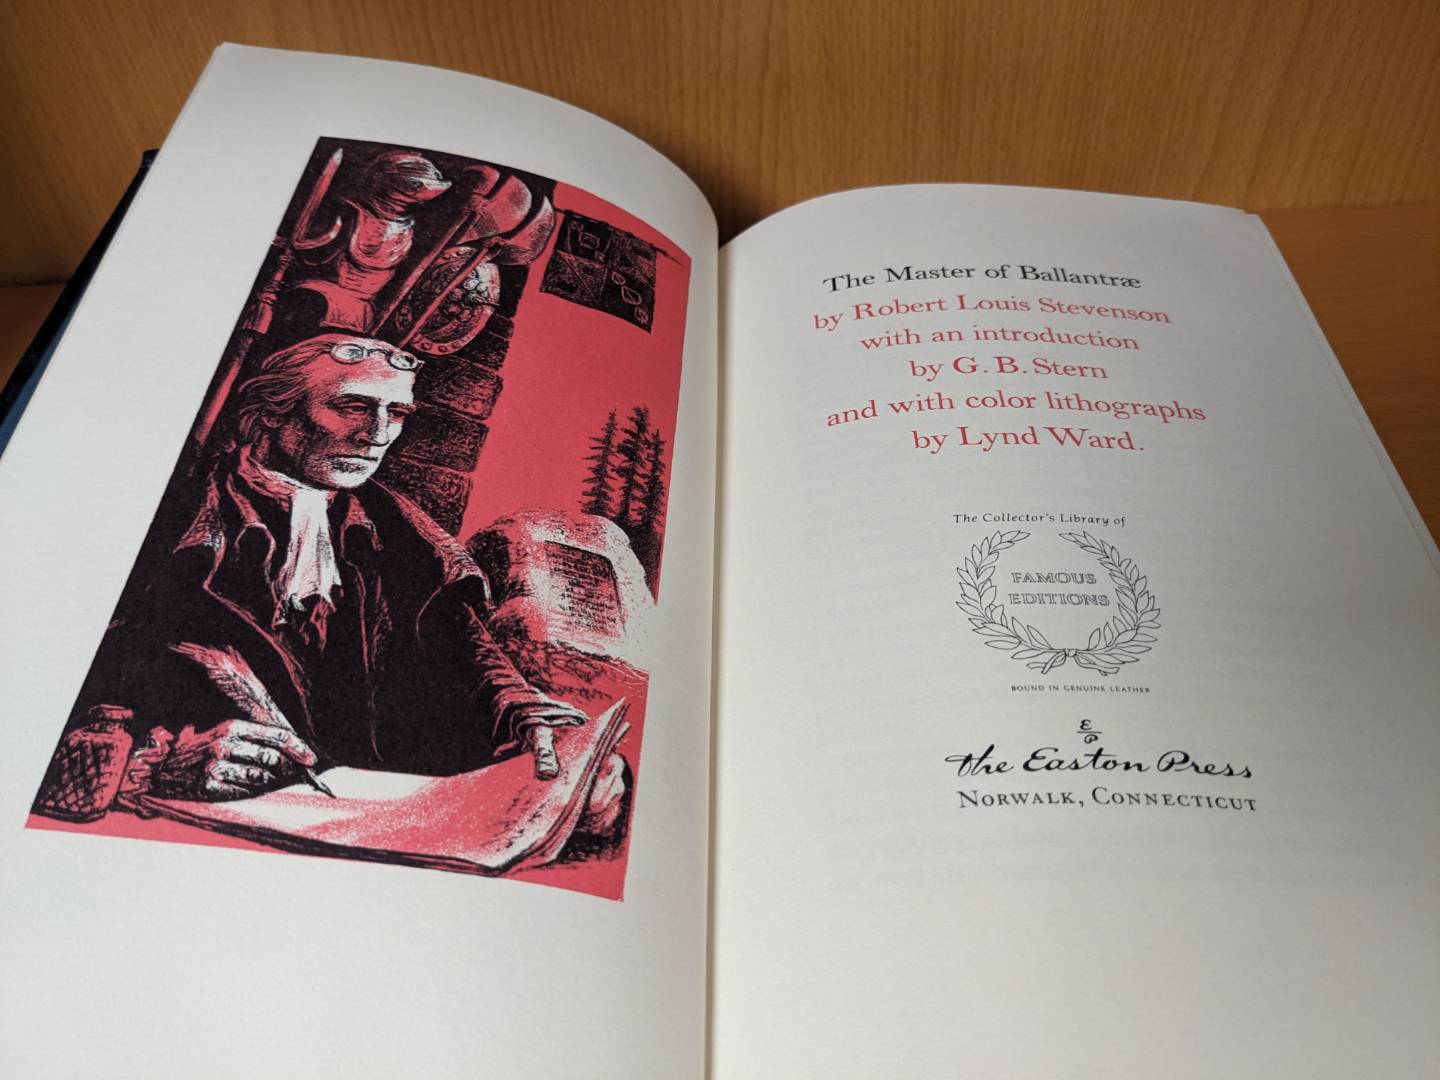 The Master of Ballantræ
by Robert Louis Stevenson
with an introduction
by G. B. Stern
and with color lithographs
by Lynd Ward.
The Collector's Library of
FAMOUS
EDITIONS
BOUND IN GENUINE LEATHER
E
P
the Easton Press
NORWALK, CONNECTICUT